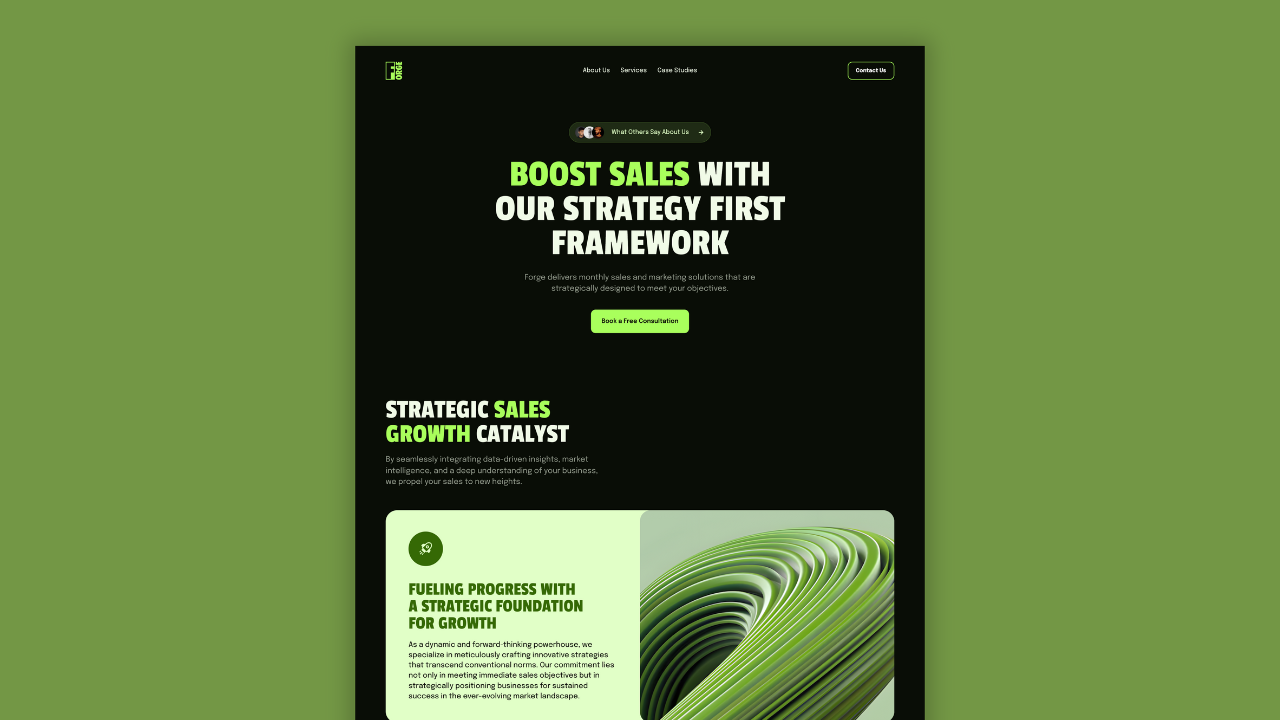 FORGE
About Us Services Case Studies
Contact Us
What Others Say About Us →
BOOST SALES WITH
OUR STRATEGY FIRST
FRAMEWORK
Forge delivers monthly sales and marketing solutions that are
strategically designed to meet your objectives.
Book a Free Consultation
STRATEGIC SALES
GROWTH CATALYST
By seamlessly integrating data-driven insights, market
intelligence, and a deep understanding of your business,
we propel your sales to new heights.
FUELING PROGRESS WITH
A STRATEGIC FOUNDATION
FOR GROWTH
As a dynamic and forward-thinking powerhouse, we
specialize in meticulously crafting innovative strategies
that transcend conventional norms. Our commitment lies
not only in meeting immediate sales objectives but in
strategically positioning businesses for sustained
success in the ever-evolving market landscape.